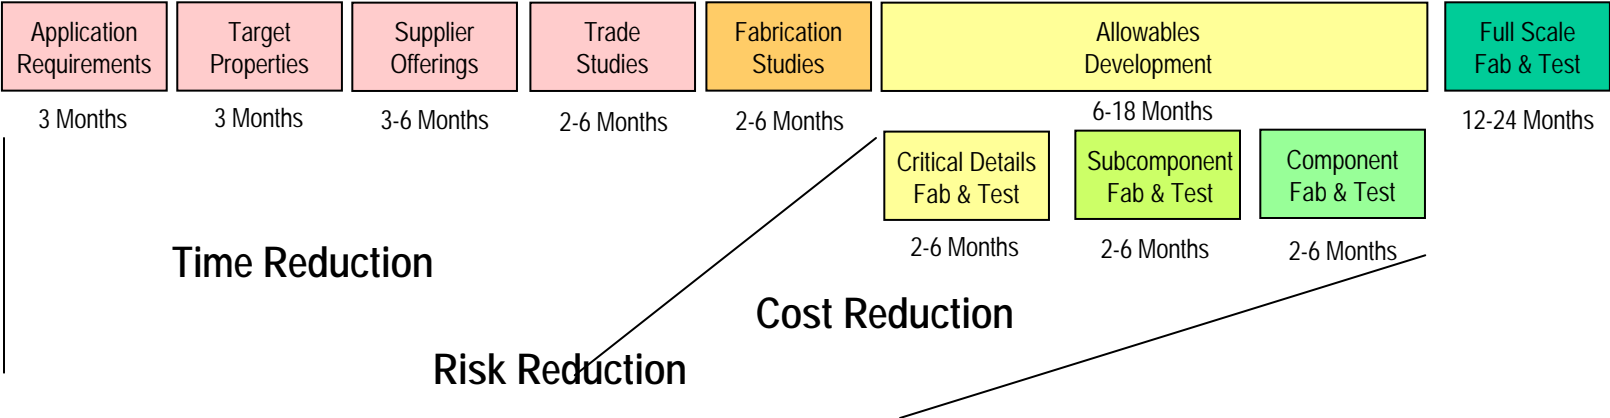 Application
Requirements
Target
Properties
Supplier
Offerings
Trade
Studies
Fabrication
Studies
Allowables
Development
Full Scale
Fab & Test
3 Months
3 Months
3-6 Months
2-6 Months
2-6 Months
6-18 Months
12-24 Months
Critical Details
Fab & Test
Subcomponent
Fab & Test
Component
Fab & Test
2-6 Months
2-6 Months
2-6 Months
Time Reduction
Cost Reduction
Risk Reduction